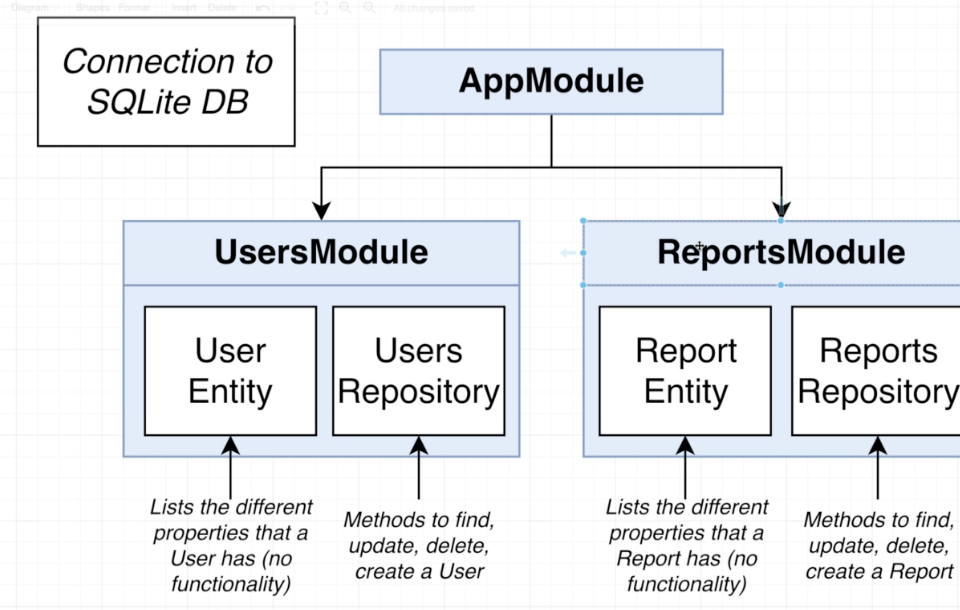 Diagram Shapes Format Insert Delete All changes saved
Connection to
SQLite DB
AppModule
UsersModule
ReportsModule
User
Entity
Users
Repository
Report
Entity
Reports
Repository
Lists the different
properties that a
User has (no
functionality)
Methods to find,
update, delete,
create a User
Lists the different
properties that a
Report has (no
functionality)
Methods to find,
update, delete,
create a Report